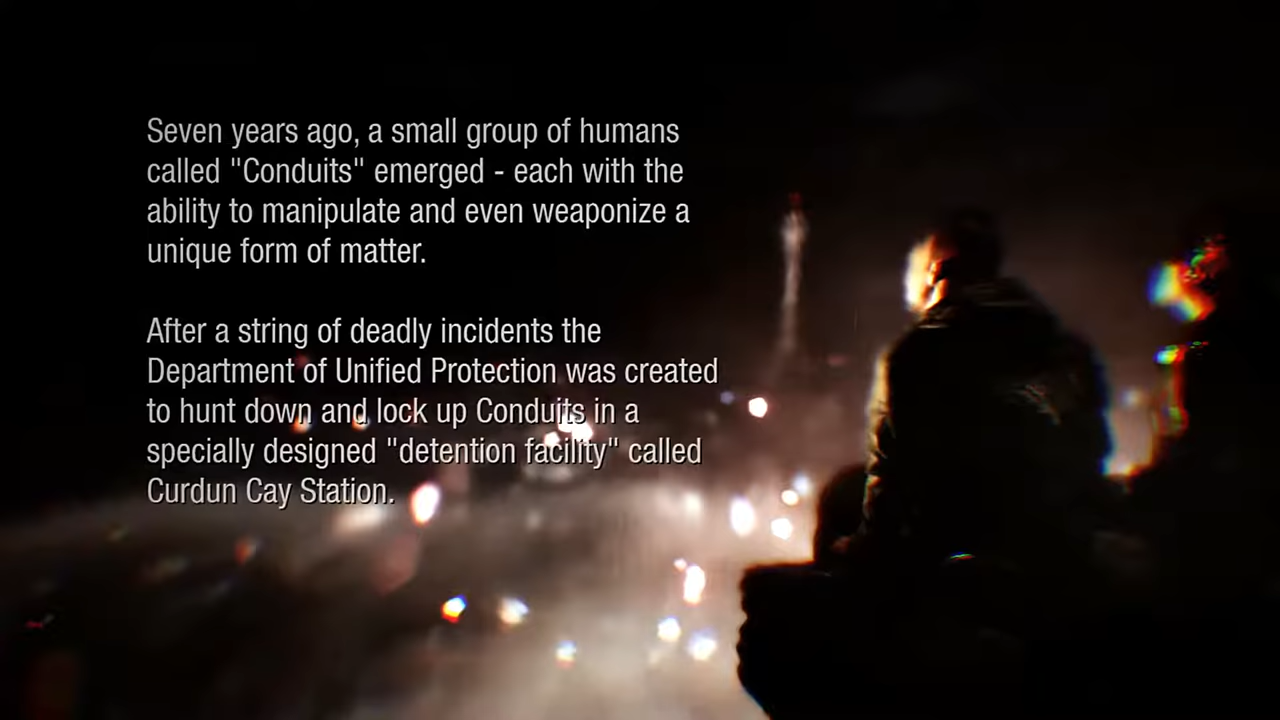 Seven years ago, a small group of humans
called "Conduits" emerged - each with the
ability to manipulate and even weaponize a
unique form of matter.
After a string of deadly incidents the
Department of Unified Protection was created
to hunt down and lock up Conduits in a
specially designed "detention facility" called
Curdun Cay Station.